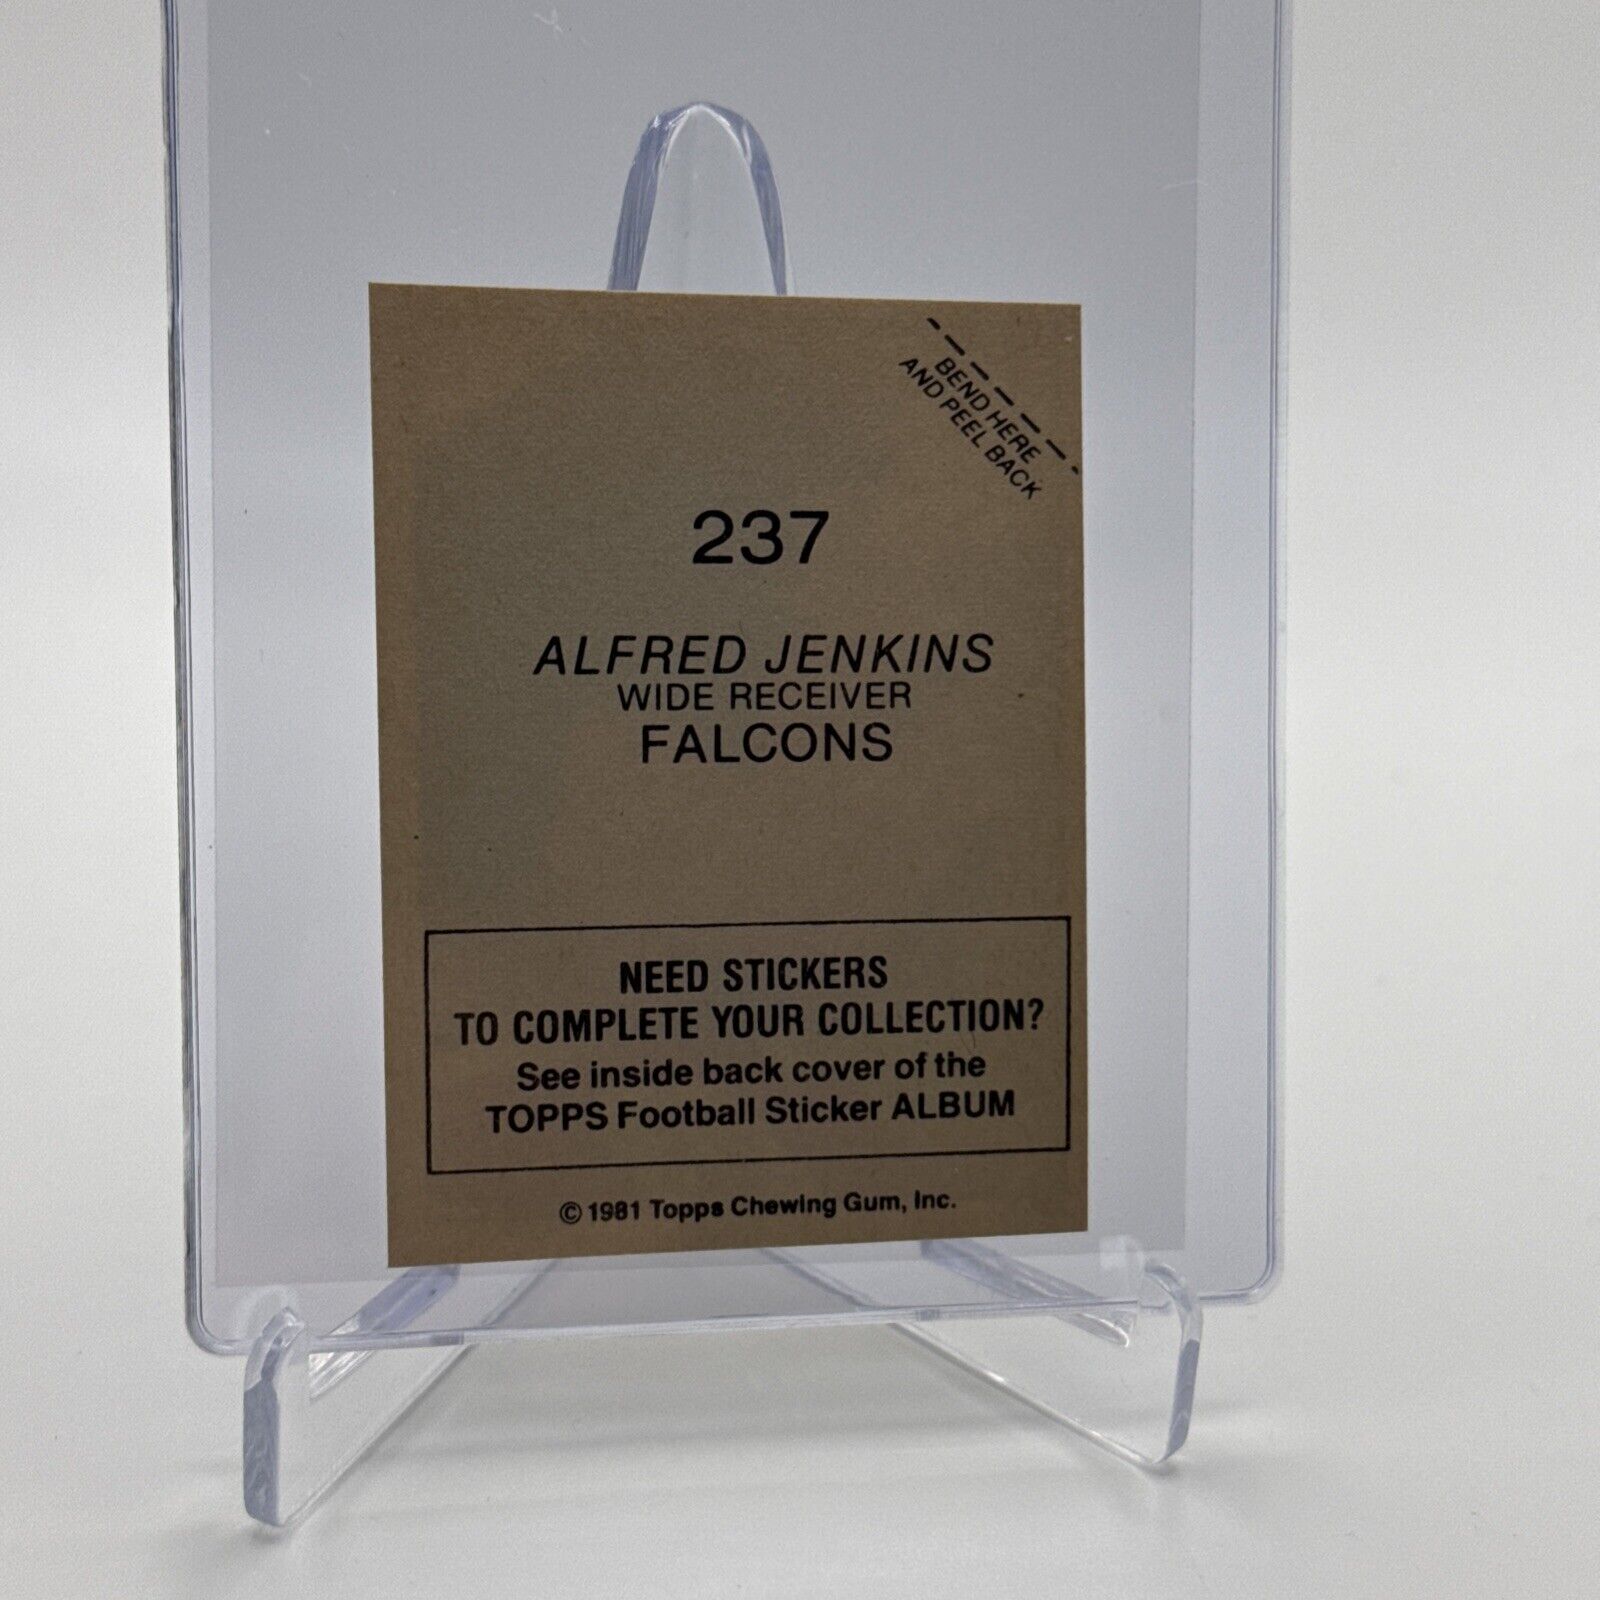 BEND HERE
AND PEEL BACK
237
ALFRED JENKINS
WIDE RECEIVER
FALCONS
NEED STICKERS
TO COMPLETE YOUR COLLECTION?
See inside back cover of the
TOPPS Football Sticker ALBUM
© 1981 Topps Chewing Gum, Inc.